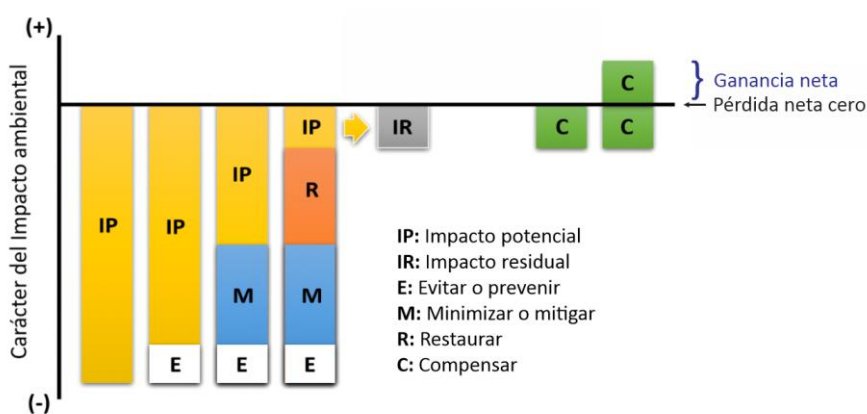 (+)
Carácter del Impacto ambiental
(-)
IP
IP
E
IP
M
E
IP
R
M
E
IR
C
C
C
Ganancia neta
Pérdida neta cero
IP: Impacto potencial
IR: Impacto residual
E: Evitar o prevenir
M: Minimizar o mitigar
R: Restaurar
C: Compensar